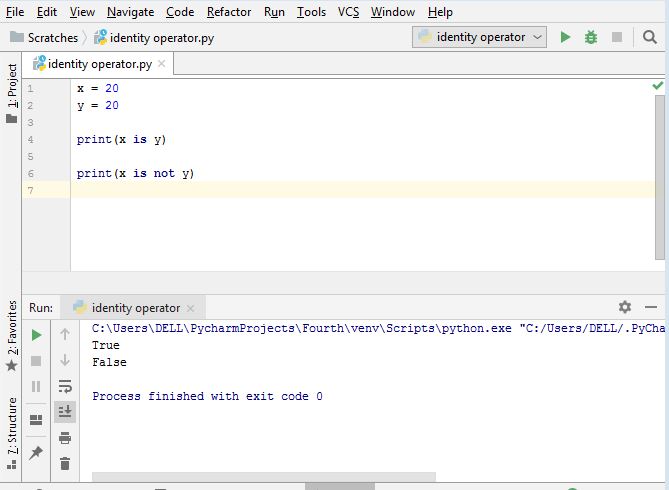 File Edit View Navigate Code Refactor Run Tools VCS Window Help
Scratches identity operator.py identity operator
identity operator.py
1: Project
1 x = 20
2 y = 20
3
4 print(x is y)
5
6 print(x is not y)
7
Run: identity operator
2: Favorites
7: Structure
C:\Users\DELL\PycharmProjects\Fourth\venv\Scripts\python.exe "C:/Users/DELL/.PyCha
True
False
Process finished with exit code 0